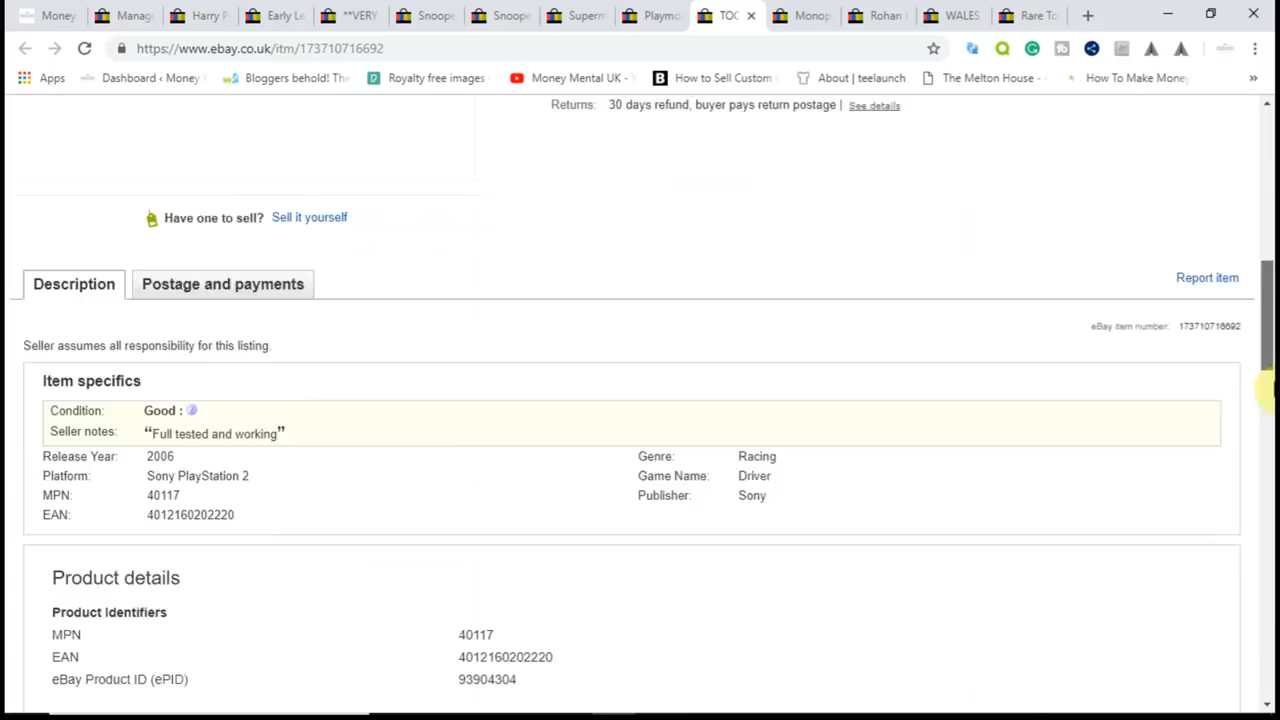 Money Manage Harry P Early Le **VERY Snoope Snoope Superm Playmo TOC Monop Rohan WALES Rare To
https://www.ebay.co.uk/itm/173710716692
Apps Dashboard ‹ Money Bloggers behold! The Royalty free images Money Mental UK - How to Sell Custom About | teelaunch The Melton House - How To Make Money
Returns: 30 days refund, buyer pays return postage | See details
Have one to sell? Sell it yourself
Description Postage and payments
Report item
eBay item number: 173710716692
Seller assumes all responsibility for this listing.
Item specifics
Condition: Good :
Seller notes: “Full tested and working”
Release Year: 2006 Genre: Racing
Platform: Sony PlayStation 2 Game Name: Driver
MPN: 40117 Publisher: Sony
EAN: 4012160202220
Product details
Product Identifiers
MPN 40117
EAN 4012160202220
eBay Product ID (ePID) 93904304